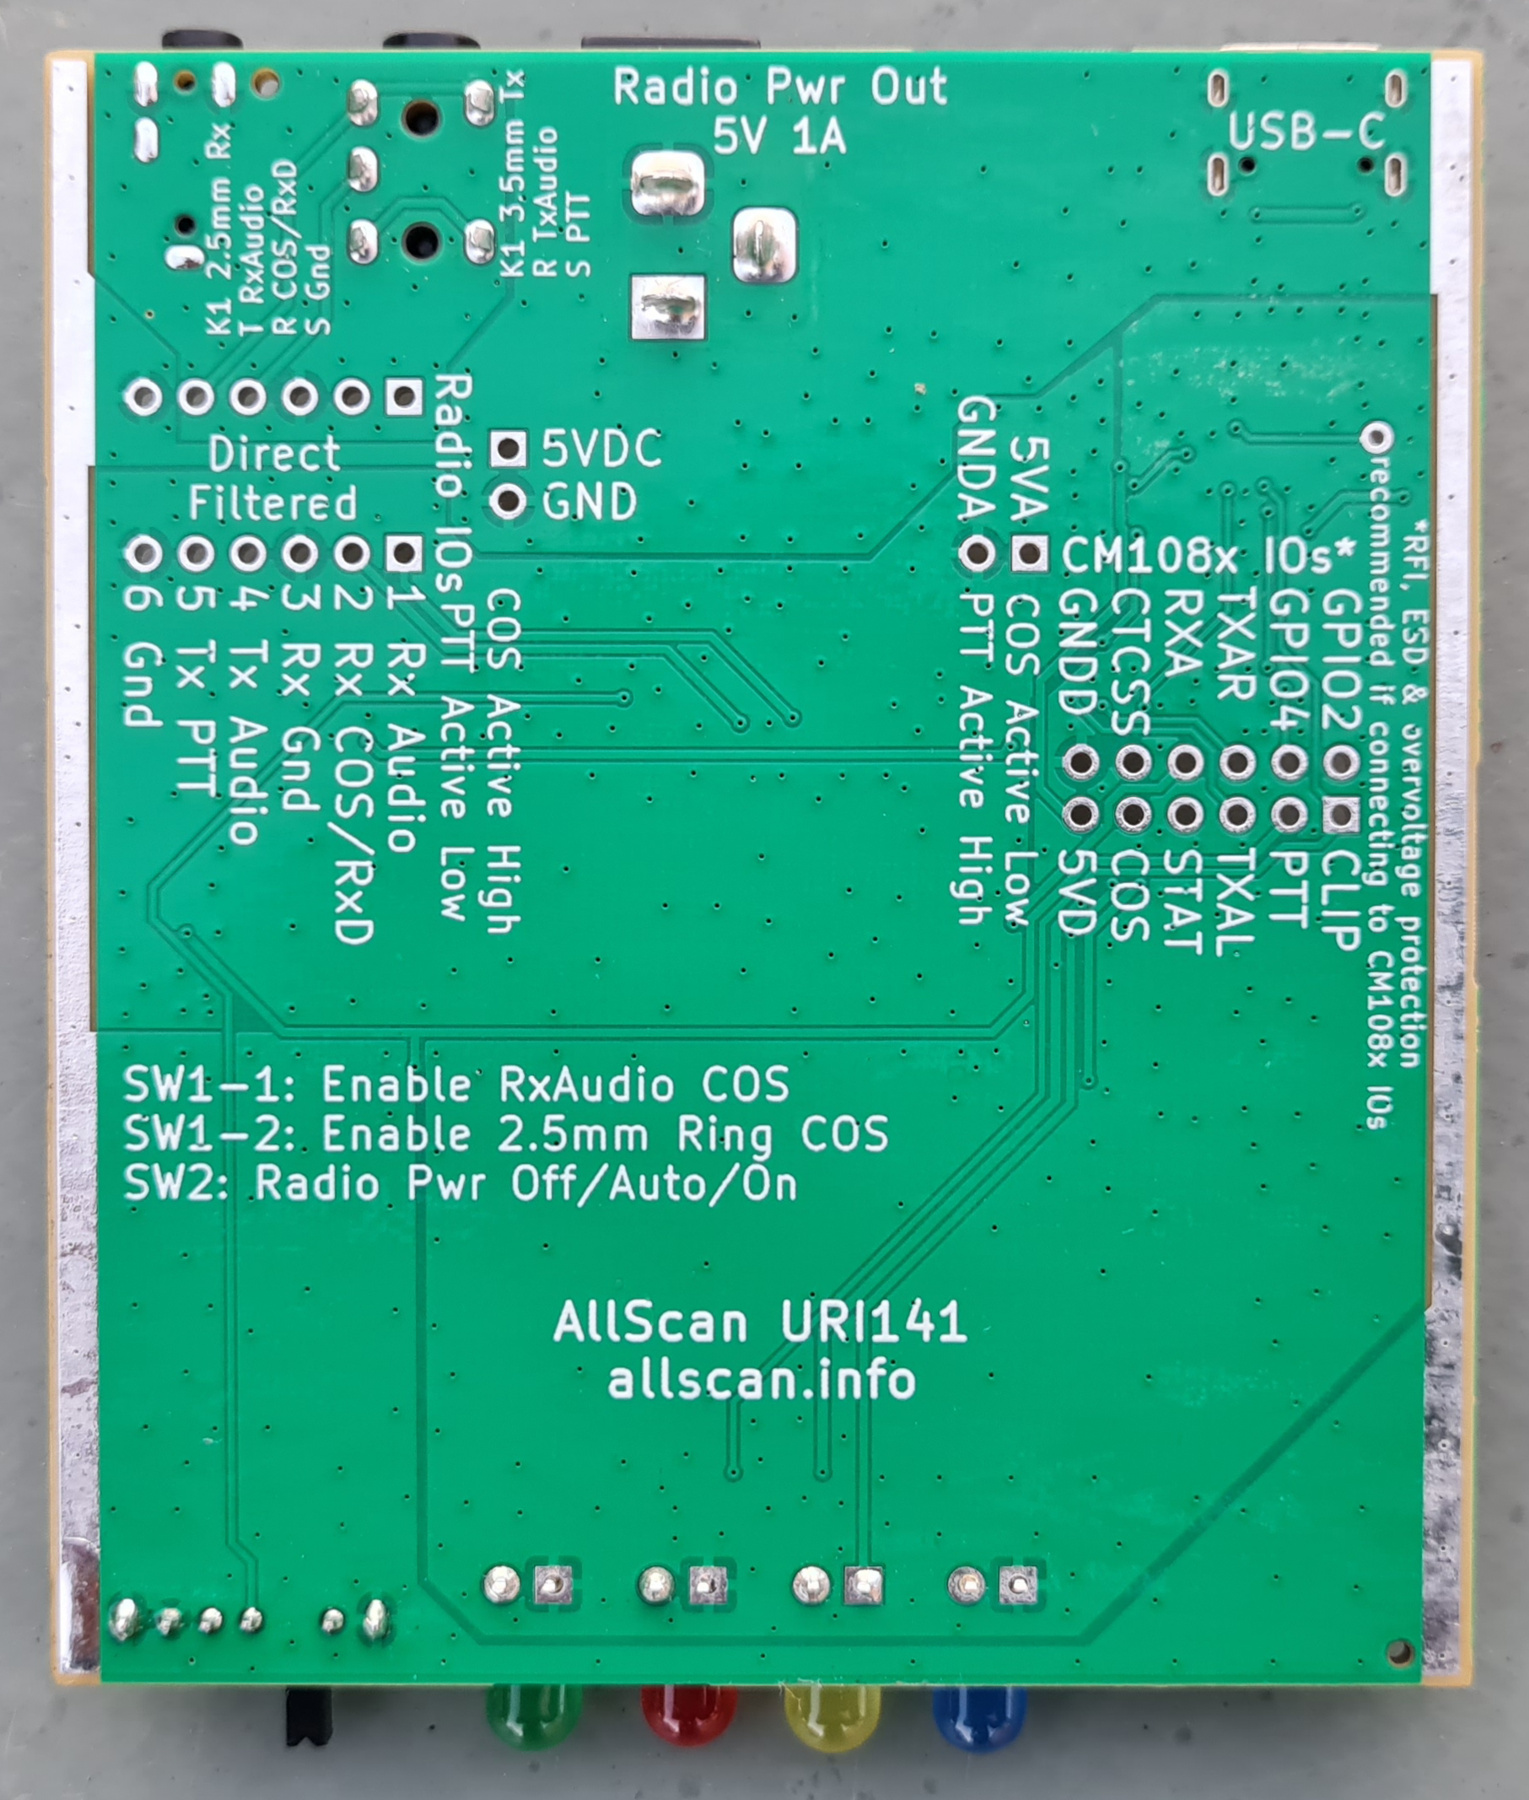 Radio Pwr Out
5V 1A
USB-C
K1 2.5mm Rx
T RxAudio
R COS/RxD
S Gnd
K1 3.5mm Tx
R TxAudio
S PTT
Direct
Filtered
Radio IOs
5VDC
GND
1 Rx Audio
2 Rx COS/RxD
3 Rx Gnd
4 Tx Audio
5 Tx PTT
6 Gnd
COS Active High
PTT Active Low
5VA
GNDA
COS Active Low
PTT Active High
CM108x IOs*
GPIO2
GPIO4
TXAR
RXA
CTCSS
GNDD
CLIP
PTT
TXAL
STAT
COS
5VD
*RFI, ESD & overvoltage protection
recommended if connecting to CM108x IOs
SW1-1: Enable RxAudio COS
SW1-2: Enable 2.5mm Ring COS
SW2: Radio Pwr Off/Auto/On
AllScan URI141
allscan.info